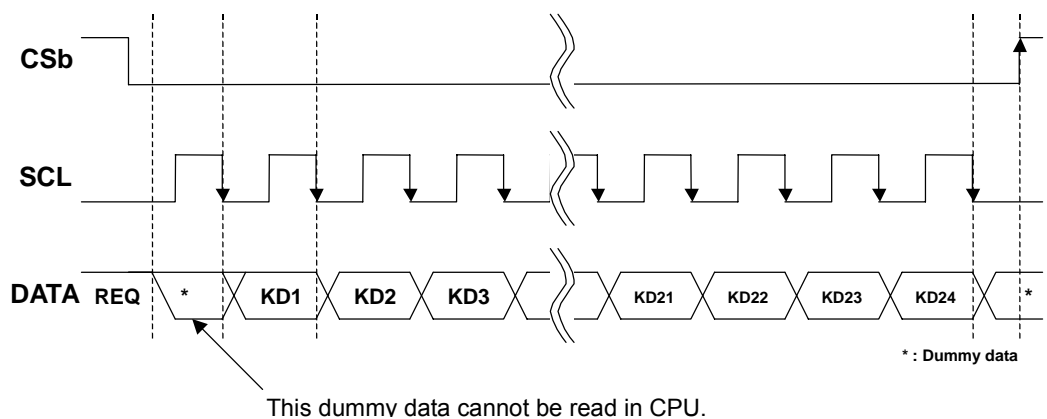 CSb
SCL
DATA REQ * KD1 KD2 KD3 KD21 KD22 KD23 KD24 *
* : Dummy data
This dummy data cannot be read in CPU.